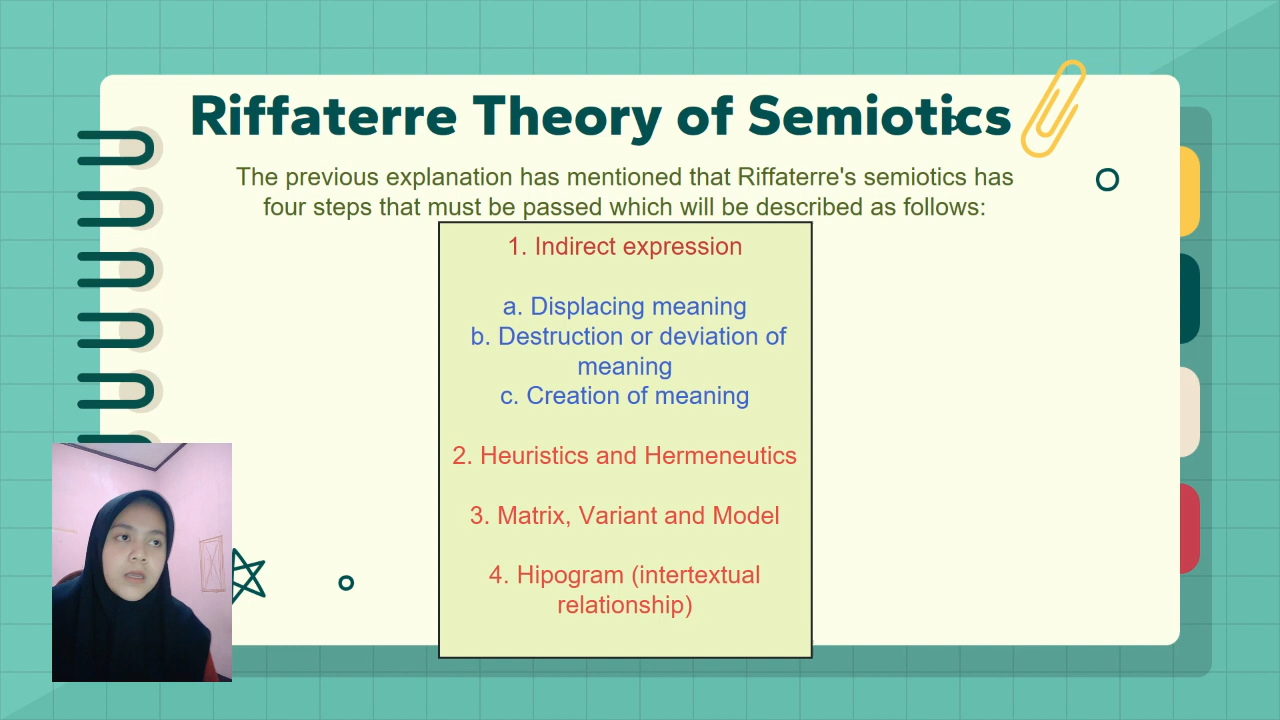 Riffaterre Theory of Semiotics
The previous explanation has mentioned that Riffaterre's semiotics has
four steps that must be passed which will be described as follows:
1. Indirect expression
a. Displacing meaning
b. Destruction or deviation of
meaning
c. Creation of meaning
2. Heuristics and Hermeneutics
3. Matrix, Variant and Model
4. Hipogram (intertextual
relationship)